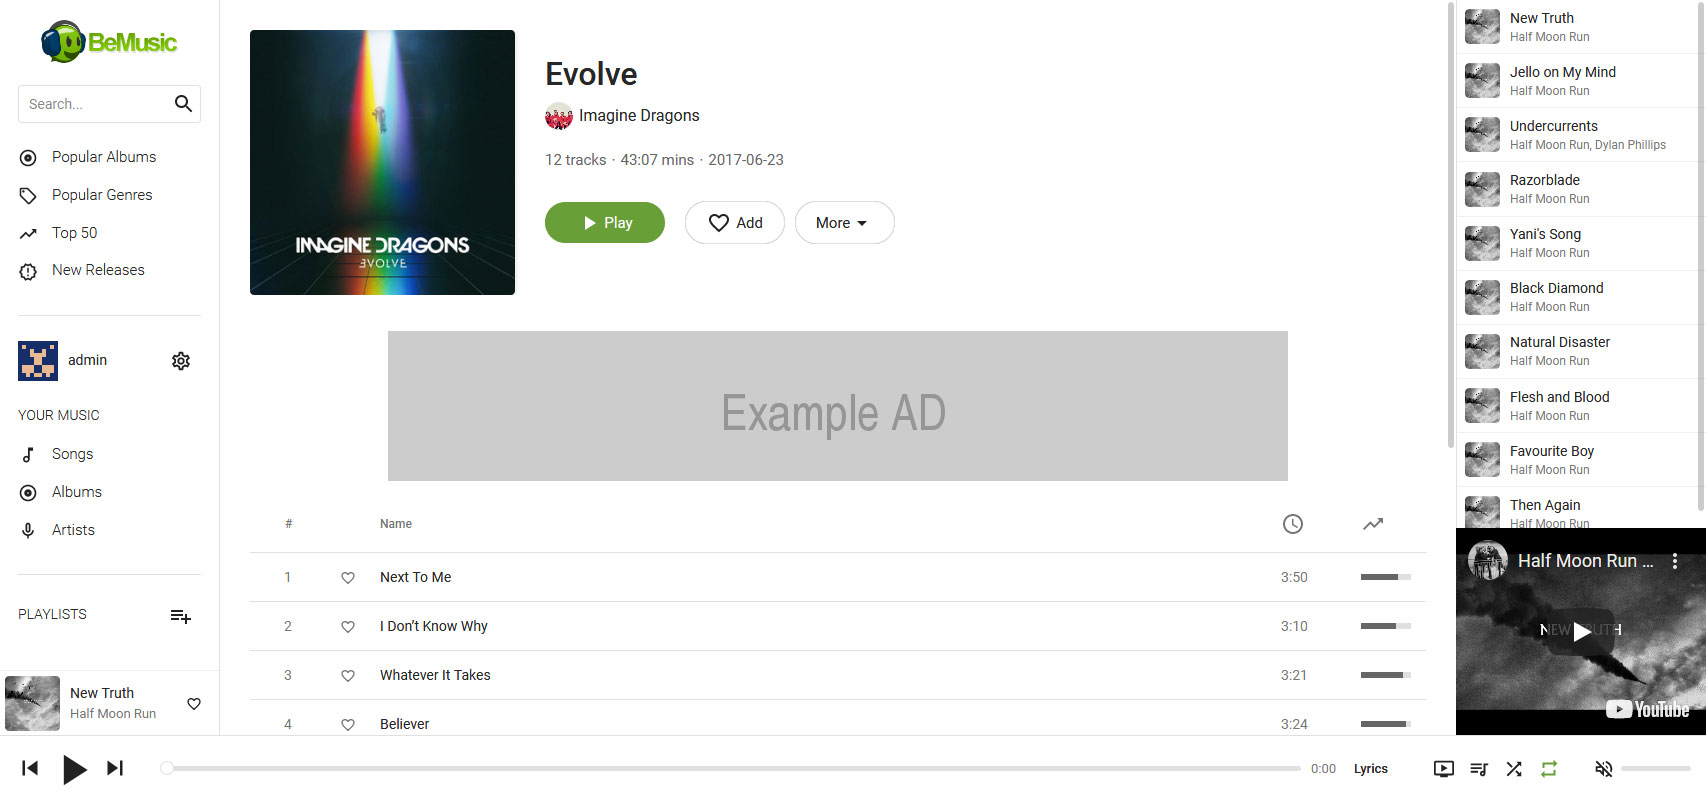 BeMusic
Search...
Popular Albums
Popular Genres
Top 50
New Releases
admin
YOUR MUSIC
Songs
Albums
Artists
PLAYLISTS
New Truth
Half Moon Run
IMAGINE DRAGONS
EVOLVE
Evolve
Imagine Dragons
12 tracks · 43:07 mins · 2017-06-23
Play
Add
More
Example AD
# Name
1 Next To Me 3:50
2 I Don’t Know Why 3:10
3 Whatever It Takes 3:21
4 Believer 3:24
New Truth
Half Moon Run
Jello on My Mind
Half Moon Run
Undercurrents
Half Moon Run, Dylan Phillips
Razorblade
Half Moon Run
Yani's Song
Half Moon Run
Black Diamond
Half Moon Run
Natural Disaster
Half Moon Run
Flesh and Blood
Half Moon Run
Favourite Boy
Half Moon Run
Then Again
Half Moon Run
Half Moon Run ...
NEW TRUTH
YouTube
0:00
Lyrics